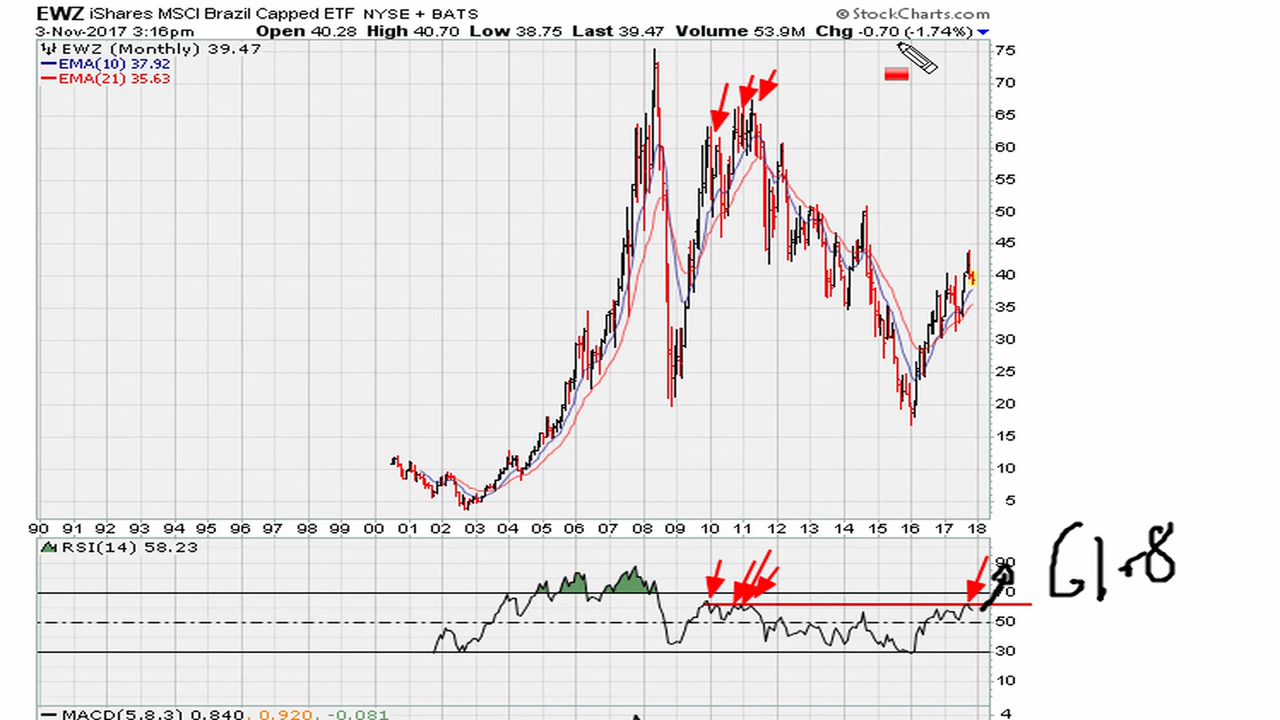 EWZ iShares MSCI Brazil Capped ETF NYSE + BATS © StockCharts.com
3-Nov-2017 3:16pm Open 40.28 High 40.70 Low 38.75 Last 39.47 Volume 53.9M Chg -0.70 (-1.74%)
EWZ (Monthly) 39.47
EMA(10) 37.92
EMA(21) 35.63
75
70
65
60
55
50
45
40
35
30
25
20
15
10
5
90 91 92 93 94 95 96 97 98 99 00 01 02 03 04 05 06 07 08 09 10 11 12 13 14 15 16 17 18
RSI(14) 58.23
90
70
50
30
10
61.8
MACD(5,8,3) 0.840, 0.920, -0.081
4